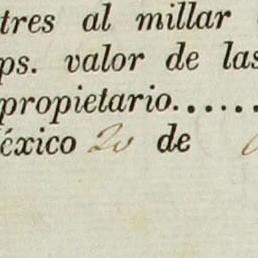 tres al millar
ps. valor de las
propietario......
éxico 20 de